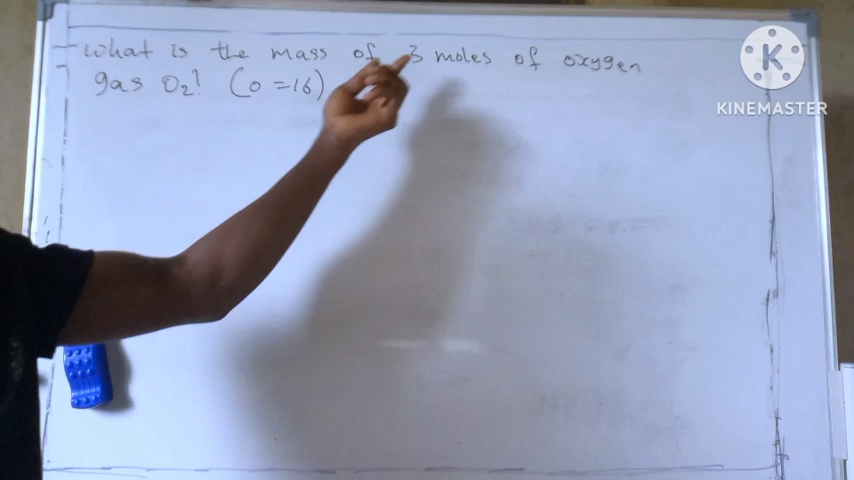 What is the mass of 3 moles of oxygen
gas O₂? (O =16)
KINEMASTER